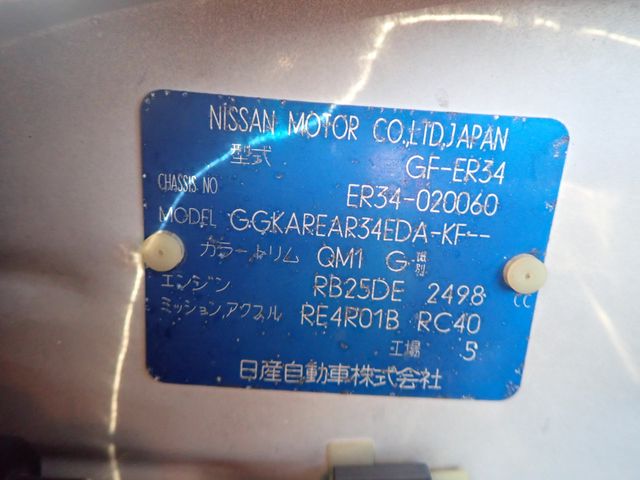 NISSAN MOTOR CO.,LTD,JAPAN
型式 GF-ER34
CHASSIS NO ER34-020060
MODEL GGKAREAR34EDA-KF--
カラートリム QM1 G 識別
エンジン RB25DE 2498 CC
ミッション,アクスル RE4R01B RC40
工場 5
日産自動車株式会社